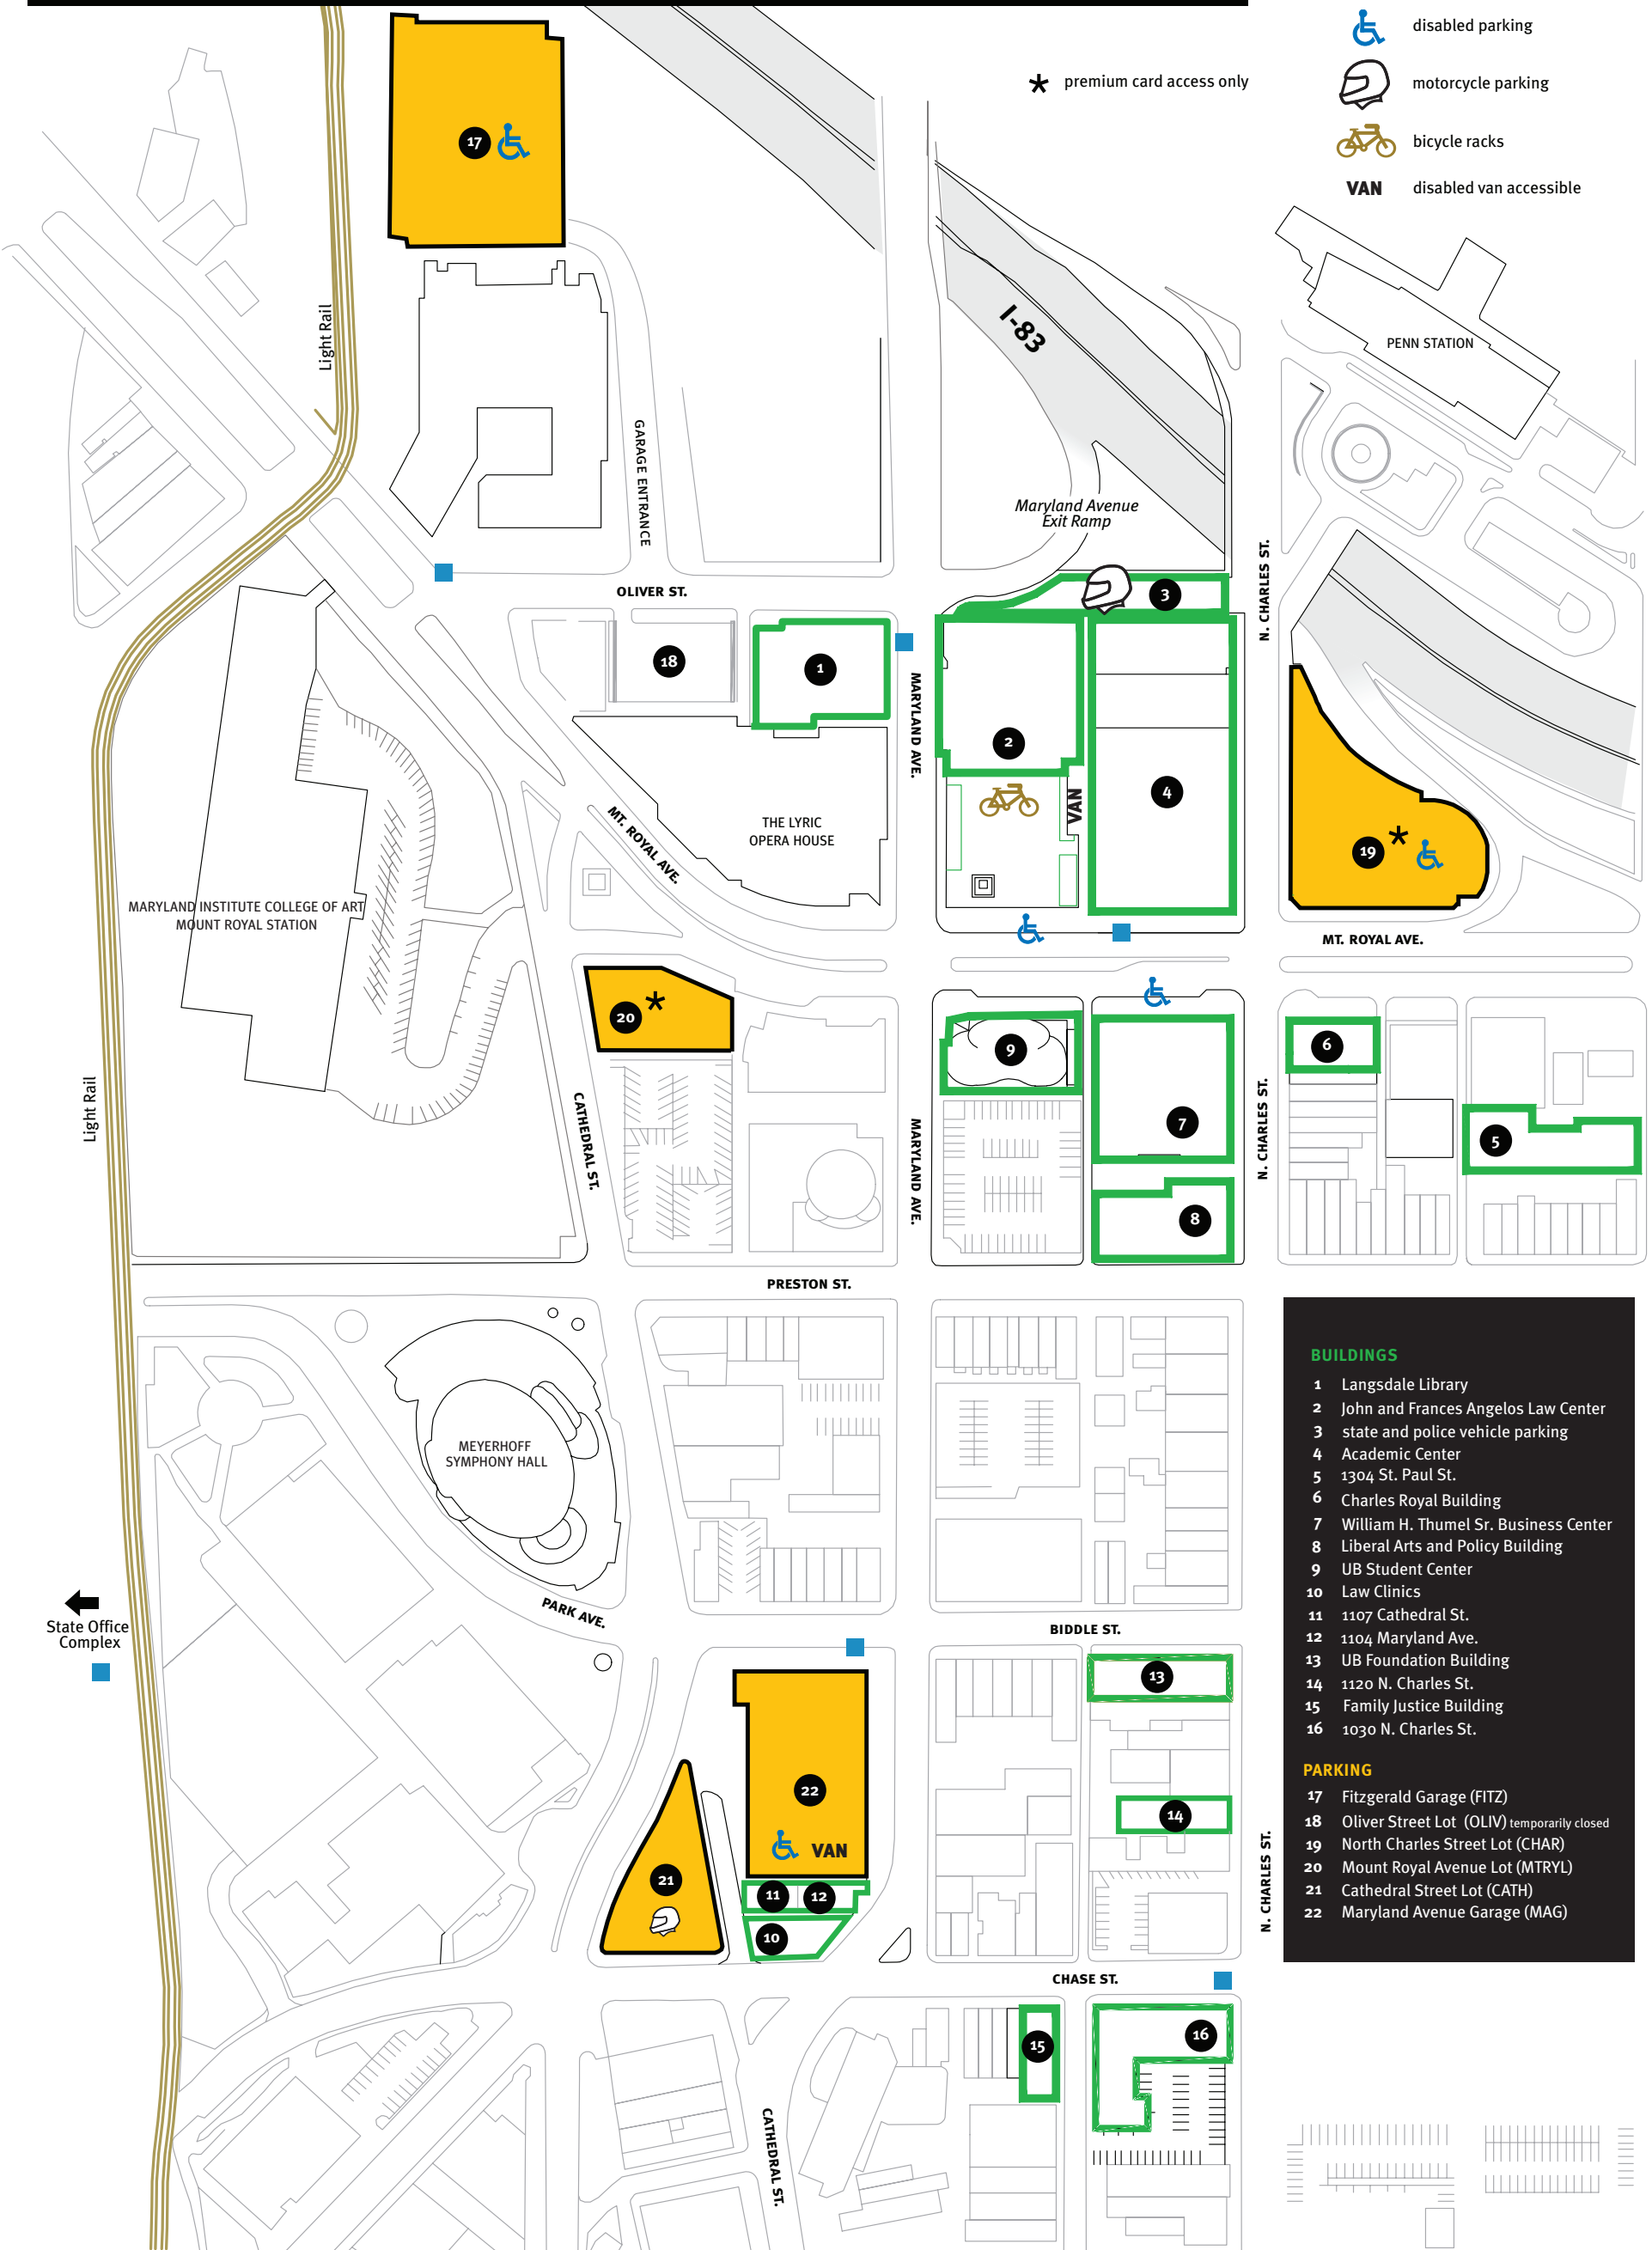 disabled parking
* premium card access only
motorcycle parking
bicycle racks
VAN disabled van accessible
17
Light Rail
I-83
PENN STATION
GARAGE ENTRANCE
Maryland Avenue
Exit Ramp
N. CHARLES ST.
OLIVER ST.
3
18
1
MARYLAND AVE.
2
4
VAN
THE LYRIC
OPERA HOUSE
MT. ROYAL AVE.
19 *
MARYLAND INSTITUTE COLLEGE OF ART
MOUNT ROYAL STATION
MT. ROYAL AVE.
20 *
9
6
7
5
8
Light Rail
CATHEDRAL ST.
MARYLAND AVE.
N. CHARLES ST.
PRESTON ST.
MEYERHOFF
SYMPHONY HALL
BUILDINGS
1 Langsdale Library
2 John and Frances Angelos Law Center
3 state and police vehicle parking
4 Academic Center
5 1304 St. Paul St.
6 Charles Royal Building
7 William H. Thumel Sr. Business Center
8 Liberal Arts and Policy Building
9 UB Student Center
10 Law Clinics
11 1107 Cathedral St.
12 1104 Maryland Ave.
13 UB Foundation Building
14 1120 N. Charles St.
15 Family Justice Building
16 1030 N. Charles St.
PARKING
17 Fitzgerald Garage (FITZ)
18 Oliver Street Lot (OLIV) temporarily closed
19 North Charles Street Lot (CHAR)
20 Mount Royal Avenue Lot (MTRYL)
21 Cathedral Street Lot (CATH)
22 Maryland Avenue Garage (MAG)
State Office
Complex
PARK AVE.
BIDDLE ST.
13
22
14
VAN
21
11
12
10
N. CHARLES ST.
CHASE ST.
15
16
CATHEDRAL ST.